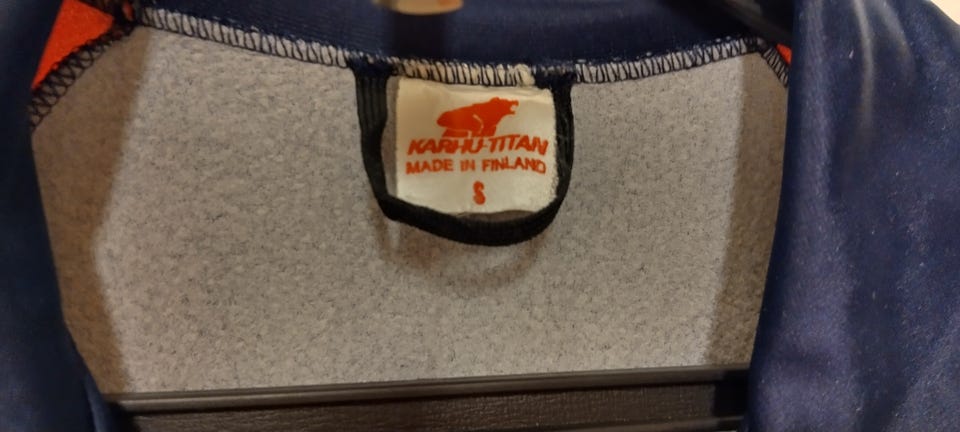 KARHU-TITAN
MADE IN FINLAND
S